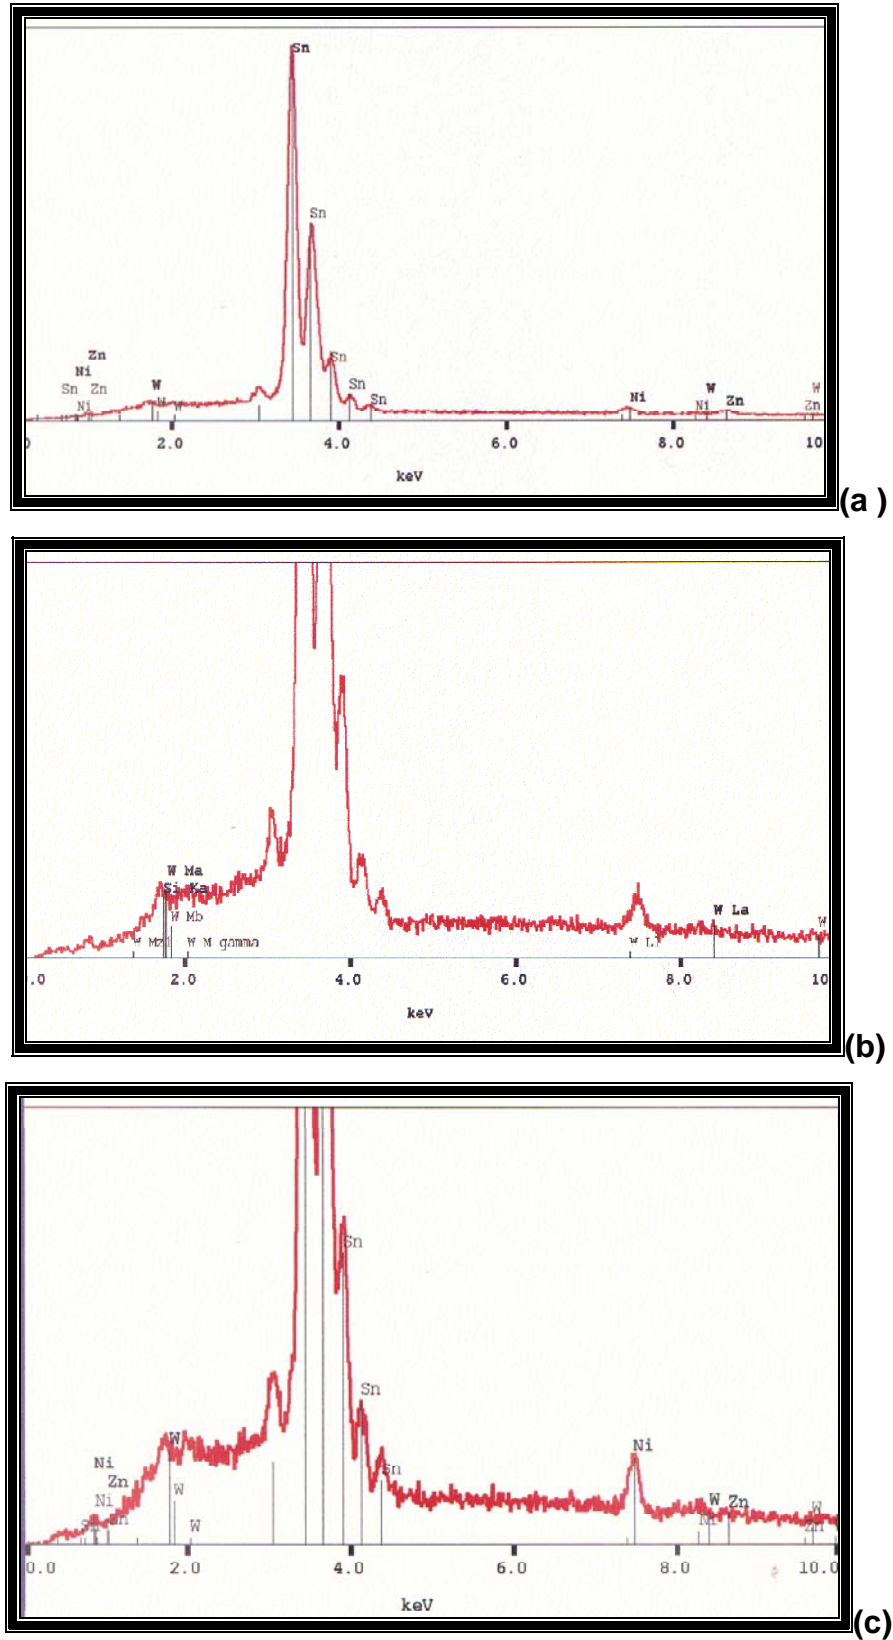 Sn
Sn
Sn
Sn
Sn
Zn
Ni
Sn Zn
Ni
W
W
W
Ni
W
Ni
Zn
W
Zn
2.0 4.0 6.0 8.0 10
keV
(a )
W Ma
Si Ka
W Mb
W M gamma
W La
W
W L
.0 2.0 4.0 6.0 8.0 10
keV
(b)
Sn
Sn
Sn
Ni
Zn
Ni
W
W
W
Ni
W Zn
W
0.0 2.0 4.0 6.0 8.0 10.0
keV
(c)